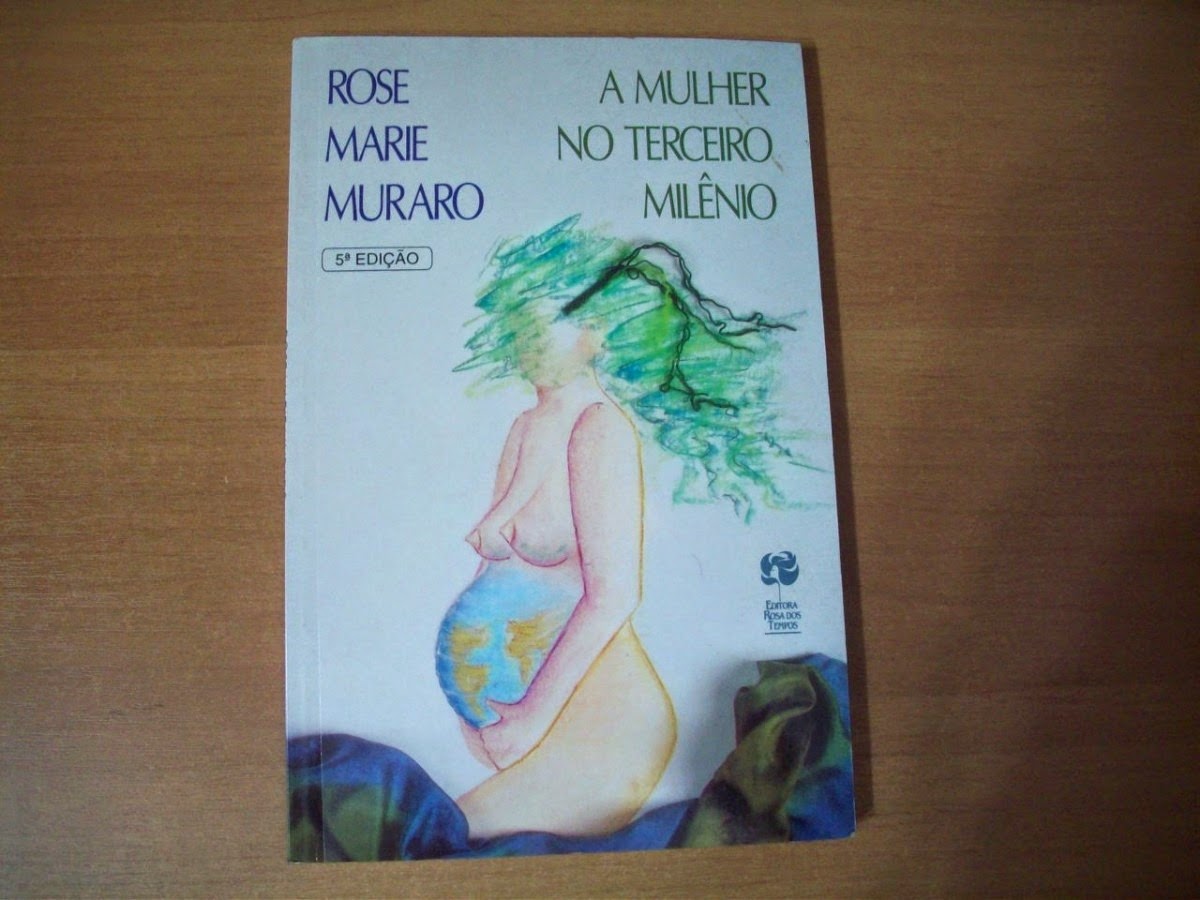 ROSE
MARIE
MURARO
5ª EDIÇÃO
A MULHER
NO TERCEIRO
MILÊNIO
EDITORA
ROSA DOS
TEMPOS